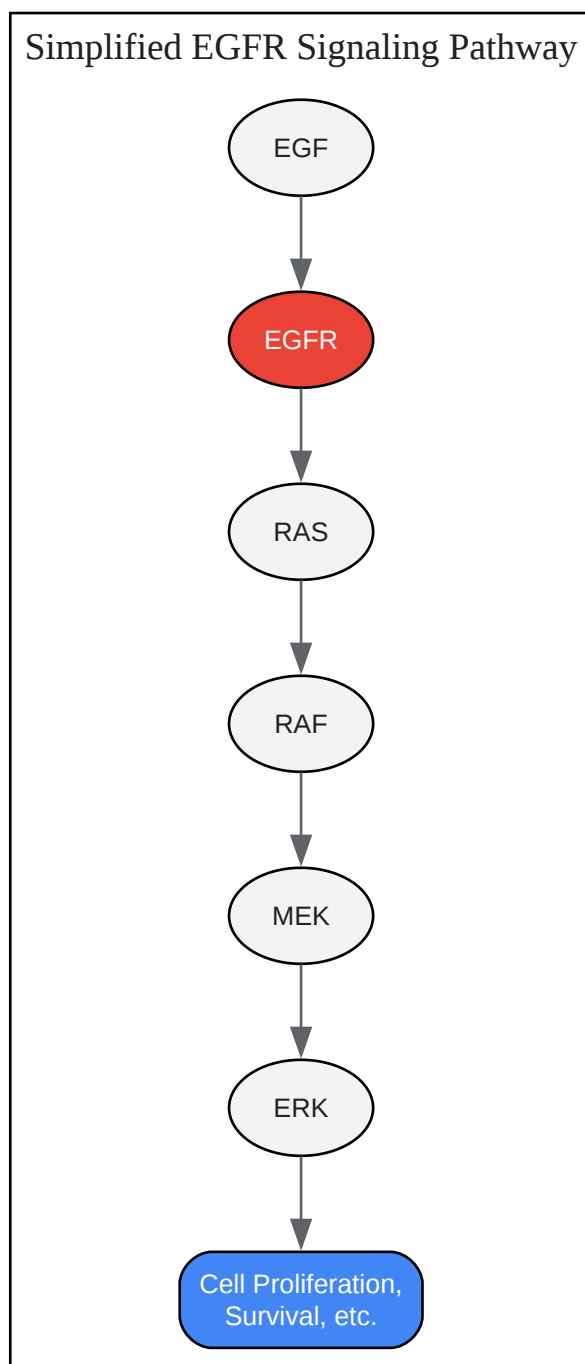 Simplified EGFR Signaling Pathway
EGF
EGFR
RAS
RAF
MEK
ERK
Cell Proliferation,
Survival, etc.